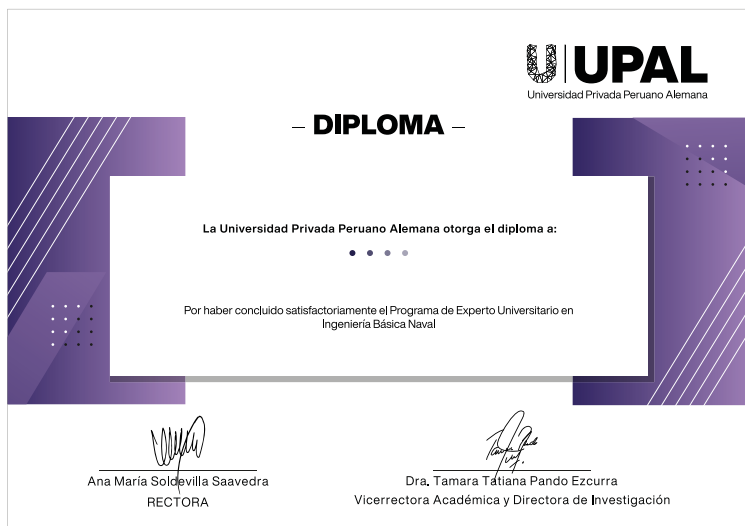 UPAL
Universidad Privada Peruano Alemana
– DIPLOMA –
La Universidad Privada Peruano Alemana otorga el diploma a:
Por haber concluido satisfactoriamente el Programa de Experto Universitario en
Ingeniería Básica Naval
Ana María Soldevilla Saavedra
RECTORA
Dra. Tamara Tatiana Pando Ezcurra
Vicerrectora Académica y Directora de Investigación